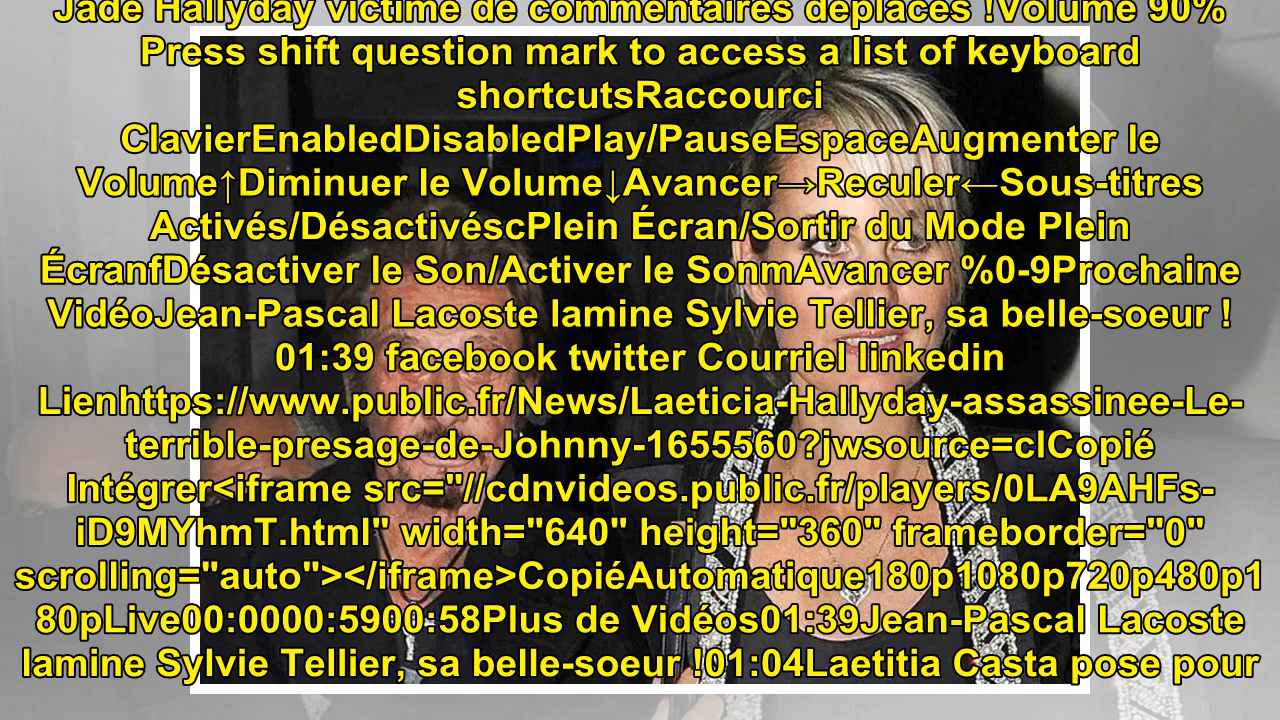 Jade Hallyday victime de commentaires déplacés !Volume 90%
Press shift question mark to access a list of keyboard
shortcutsRaccourci
ClavierEnabledDisabledPlay/PauseEspaceAugmenter le
Volume↑Diminuer le Volume↓Avancer→Reculer←Sous-titres
Activés/DésactivéscPlein Écran/Sortir du Mode Plein
ÉcranfDésactiver le Son/Activer le SonmAvancer %0-9Prochaine
VidéoJean-Pascal Lacoste lamine Sylvie Tellier, sa belle-soeur !
01:39 facebook twitter Courriel linkedin
Lienhttps://www.public.fr/News/Laeticia-Hallyday-assassinee-Le-
terrible-presage-de-Johnny-1655560?jwsource=clCopié
Intégrer<iframe src="//cdnvideos.public.fr/players/0LA9AHFs-
iD9MYhmT.html" width="640" height="360" frameborder="0"
scrolling="auto"></iframe>CopiéAutomatique180p1080p720p480p1
80pLive00:0000:5900:58Plus de Vidéos01:39Jean-Pascal Lacoste
lamine Sylvie Tellier, sa belle-soeur !01:04Laetitia Casta pose pour